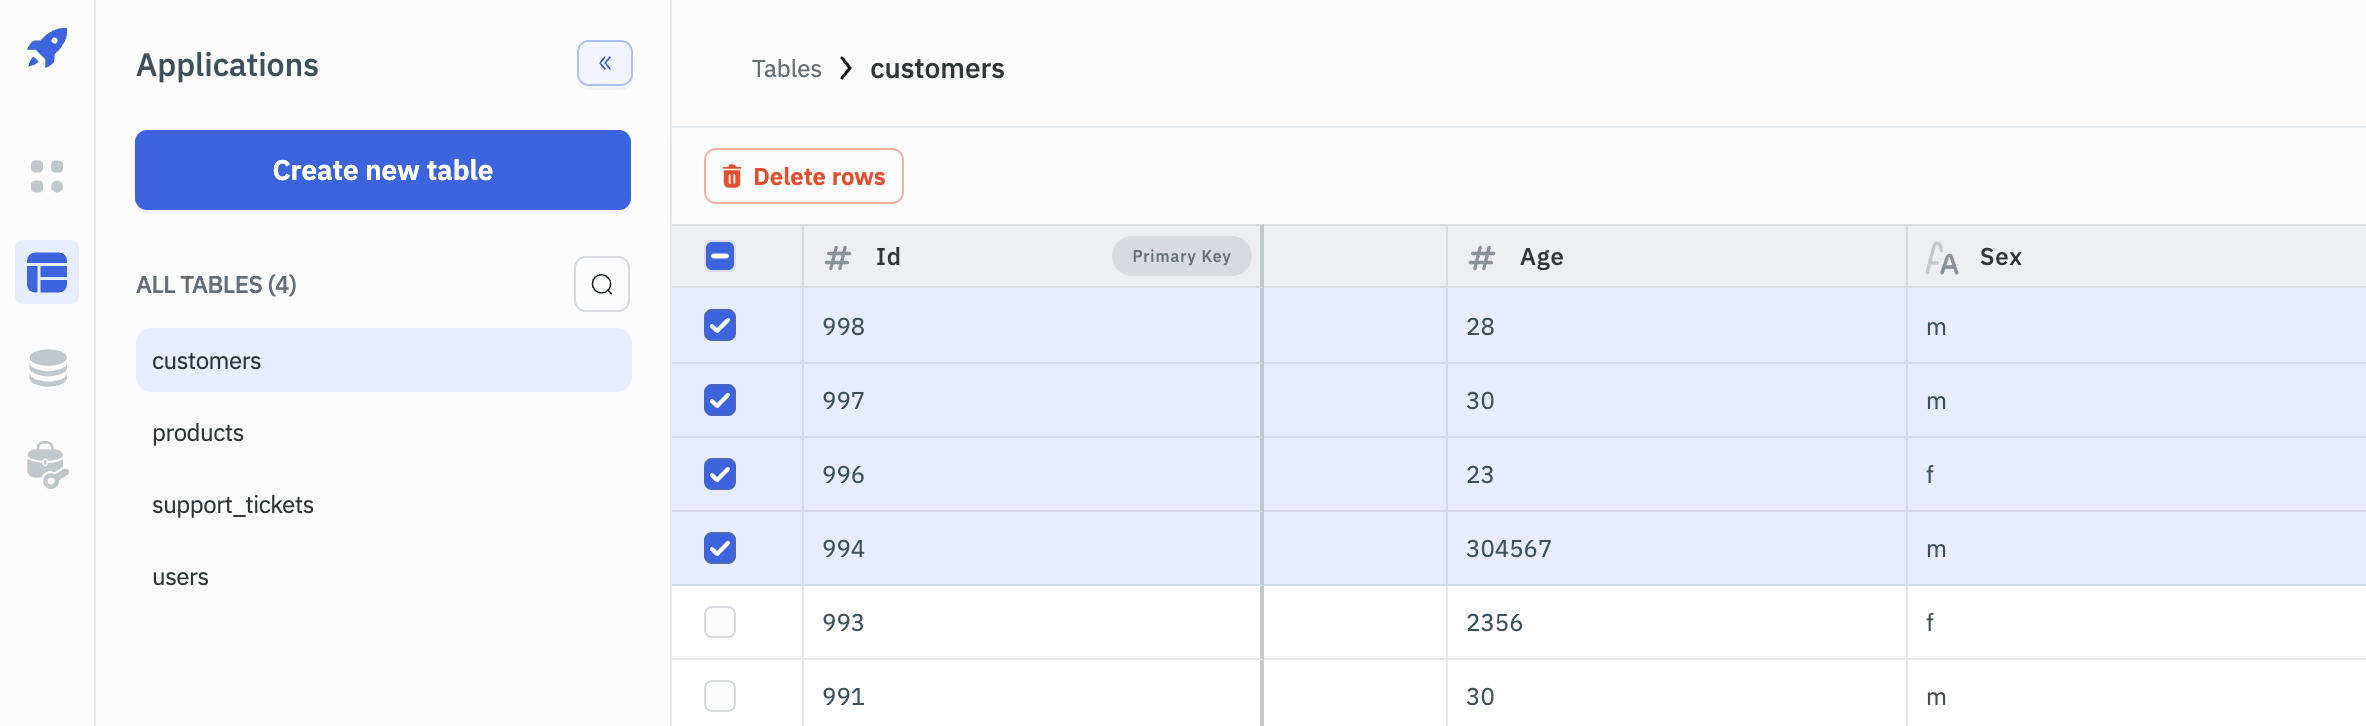 Applications
Create new table
ALL TABLES (4)
customers
products
support_tickets
users
Tables customers
Delete rows
Id Primary Key Age Sex
998 28 m
997 30 m
996 23 f
994 304567 m
993 2356 f
991 30 m